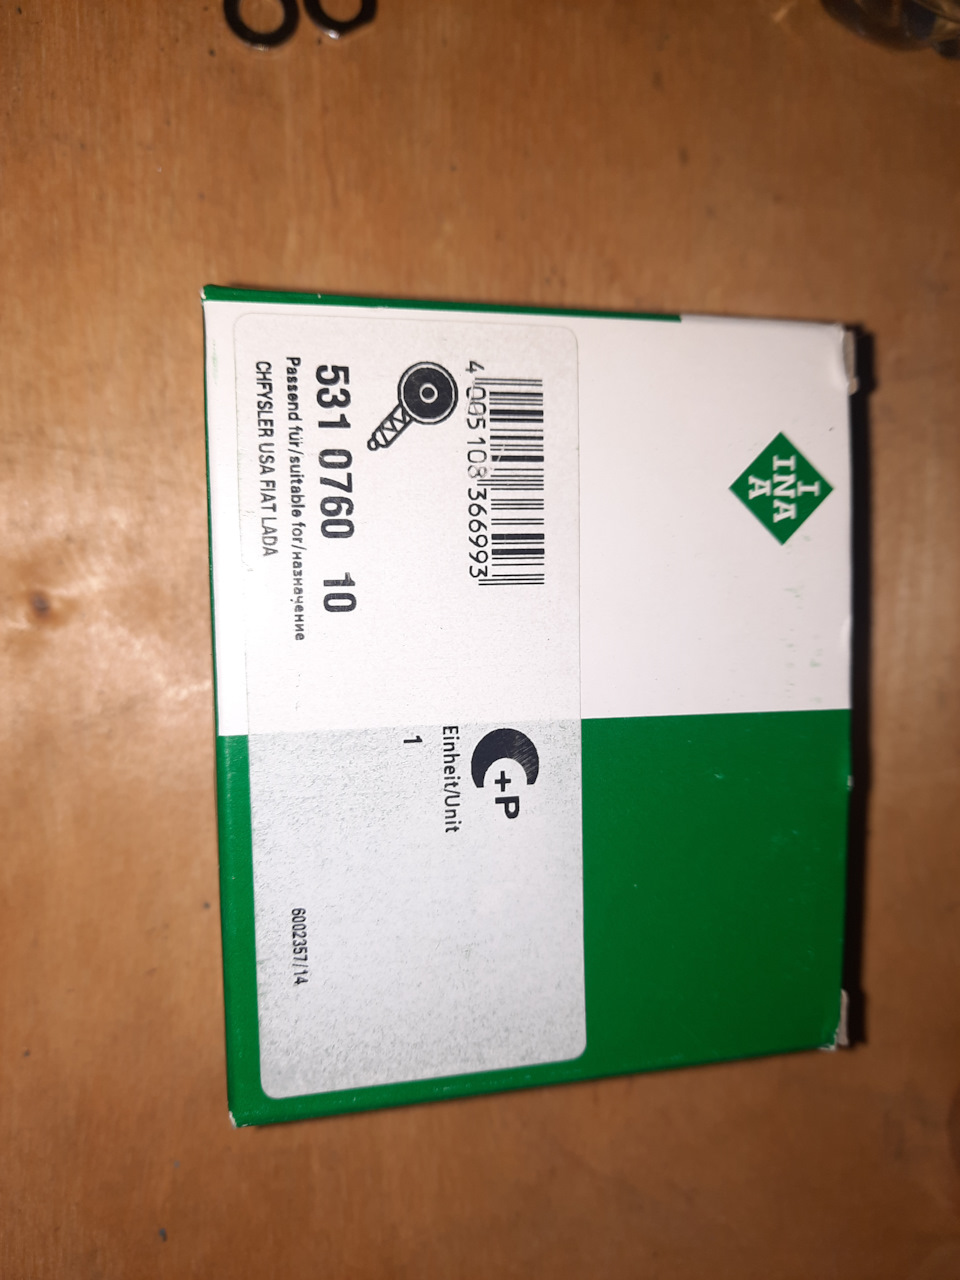 I
INA
A
4 005108 366993
531 0760 10
Passend für/suitable for/назначение
CHRYSLER USA FIAT LADA
C+P
Einheit/Unit
1
6002357/14